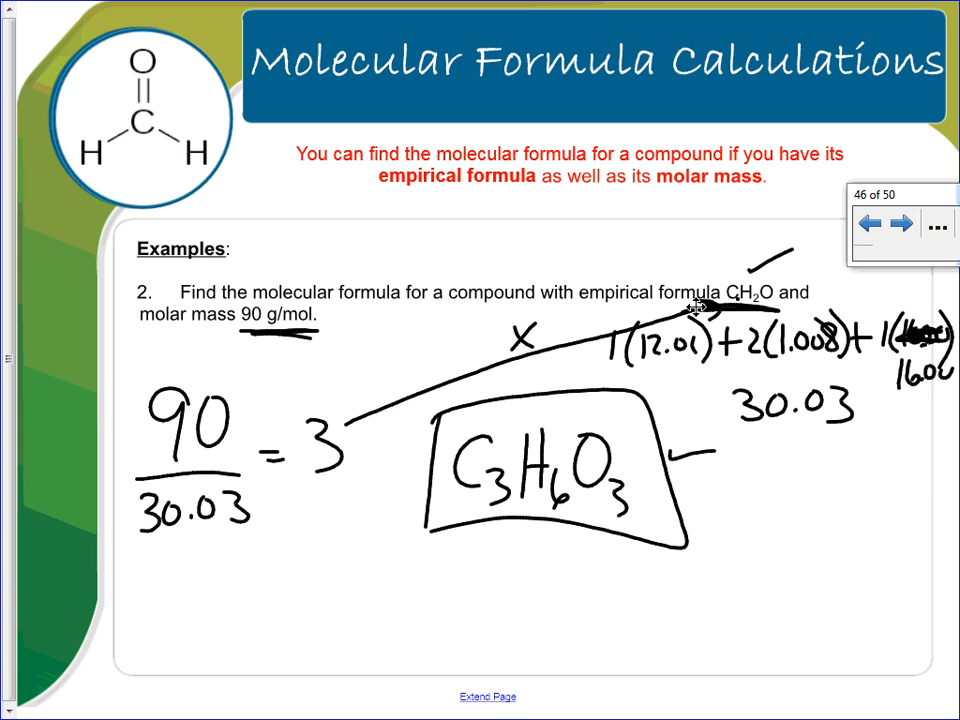 Molecular Formula Calculations
O
C
H H
You can find the molecular formula for a compound if you have its
empirical formula as well as its molar mass.
46 of 50
...
Examples:
2. Find the molecular formula for a compound with empirical formula CH₂O and
molar mass 90 g/mol.
x
1(12.01)+2(1.008)+1(
16.00
30.03
90
30.03
= 3
C₃H₆O₃
Extend Page